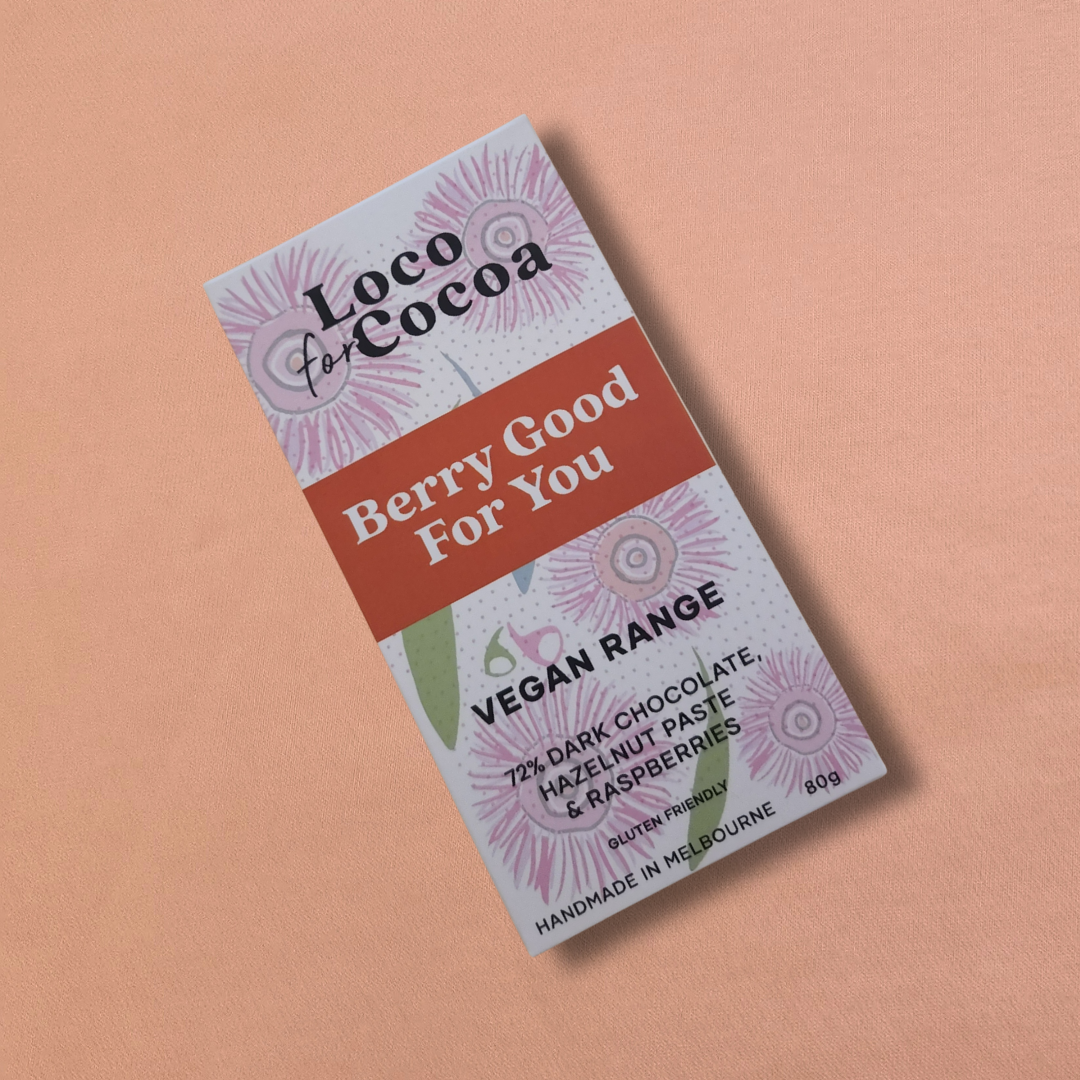 Loco
for Cocoa
Berry Good
For You
VEGAN RANGE
72% DARK CHOCOLATE,
HAZELNUT PASTE
& RASPBERRIES
GLUTEN FRIENDLY
HANDMADE IN MELBOURNE 80g